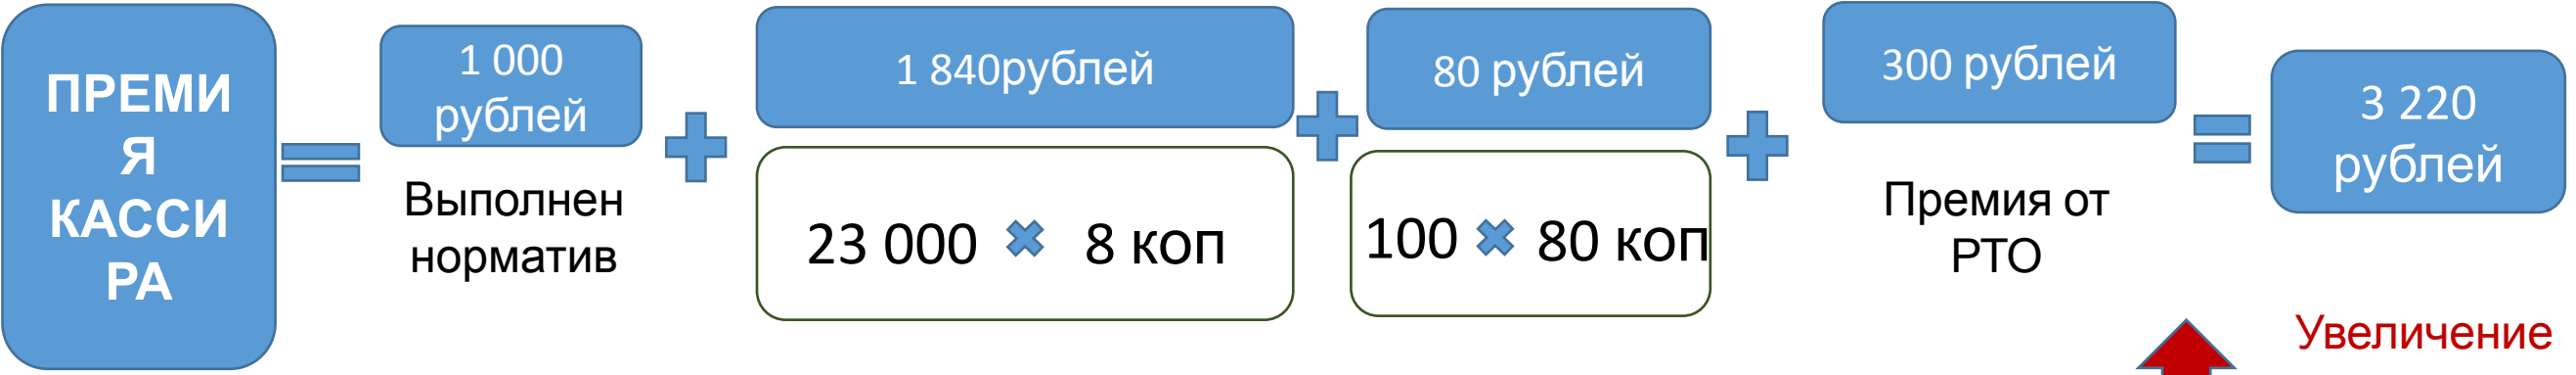 ПРЕМИ
Я
КАССИ
РА
1 000
рублей
Выполнен
норматив
1 840рублей
23 000 8 коп
80 рублей
100 80 коп
300 рублей
Премия от
РТО
3 220
рублей
Увеличение